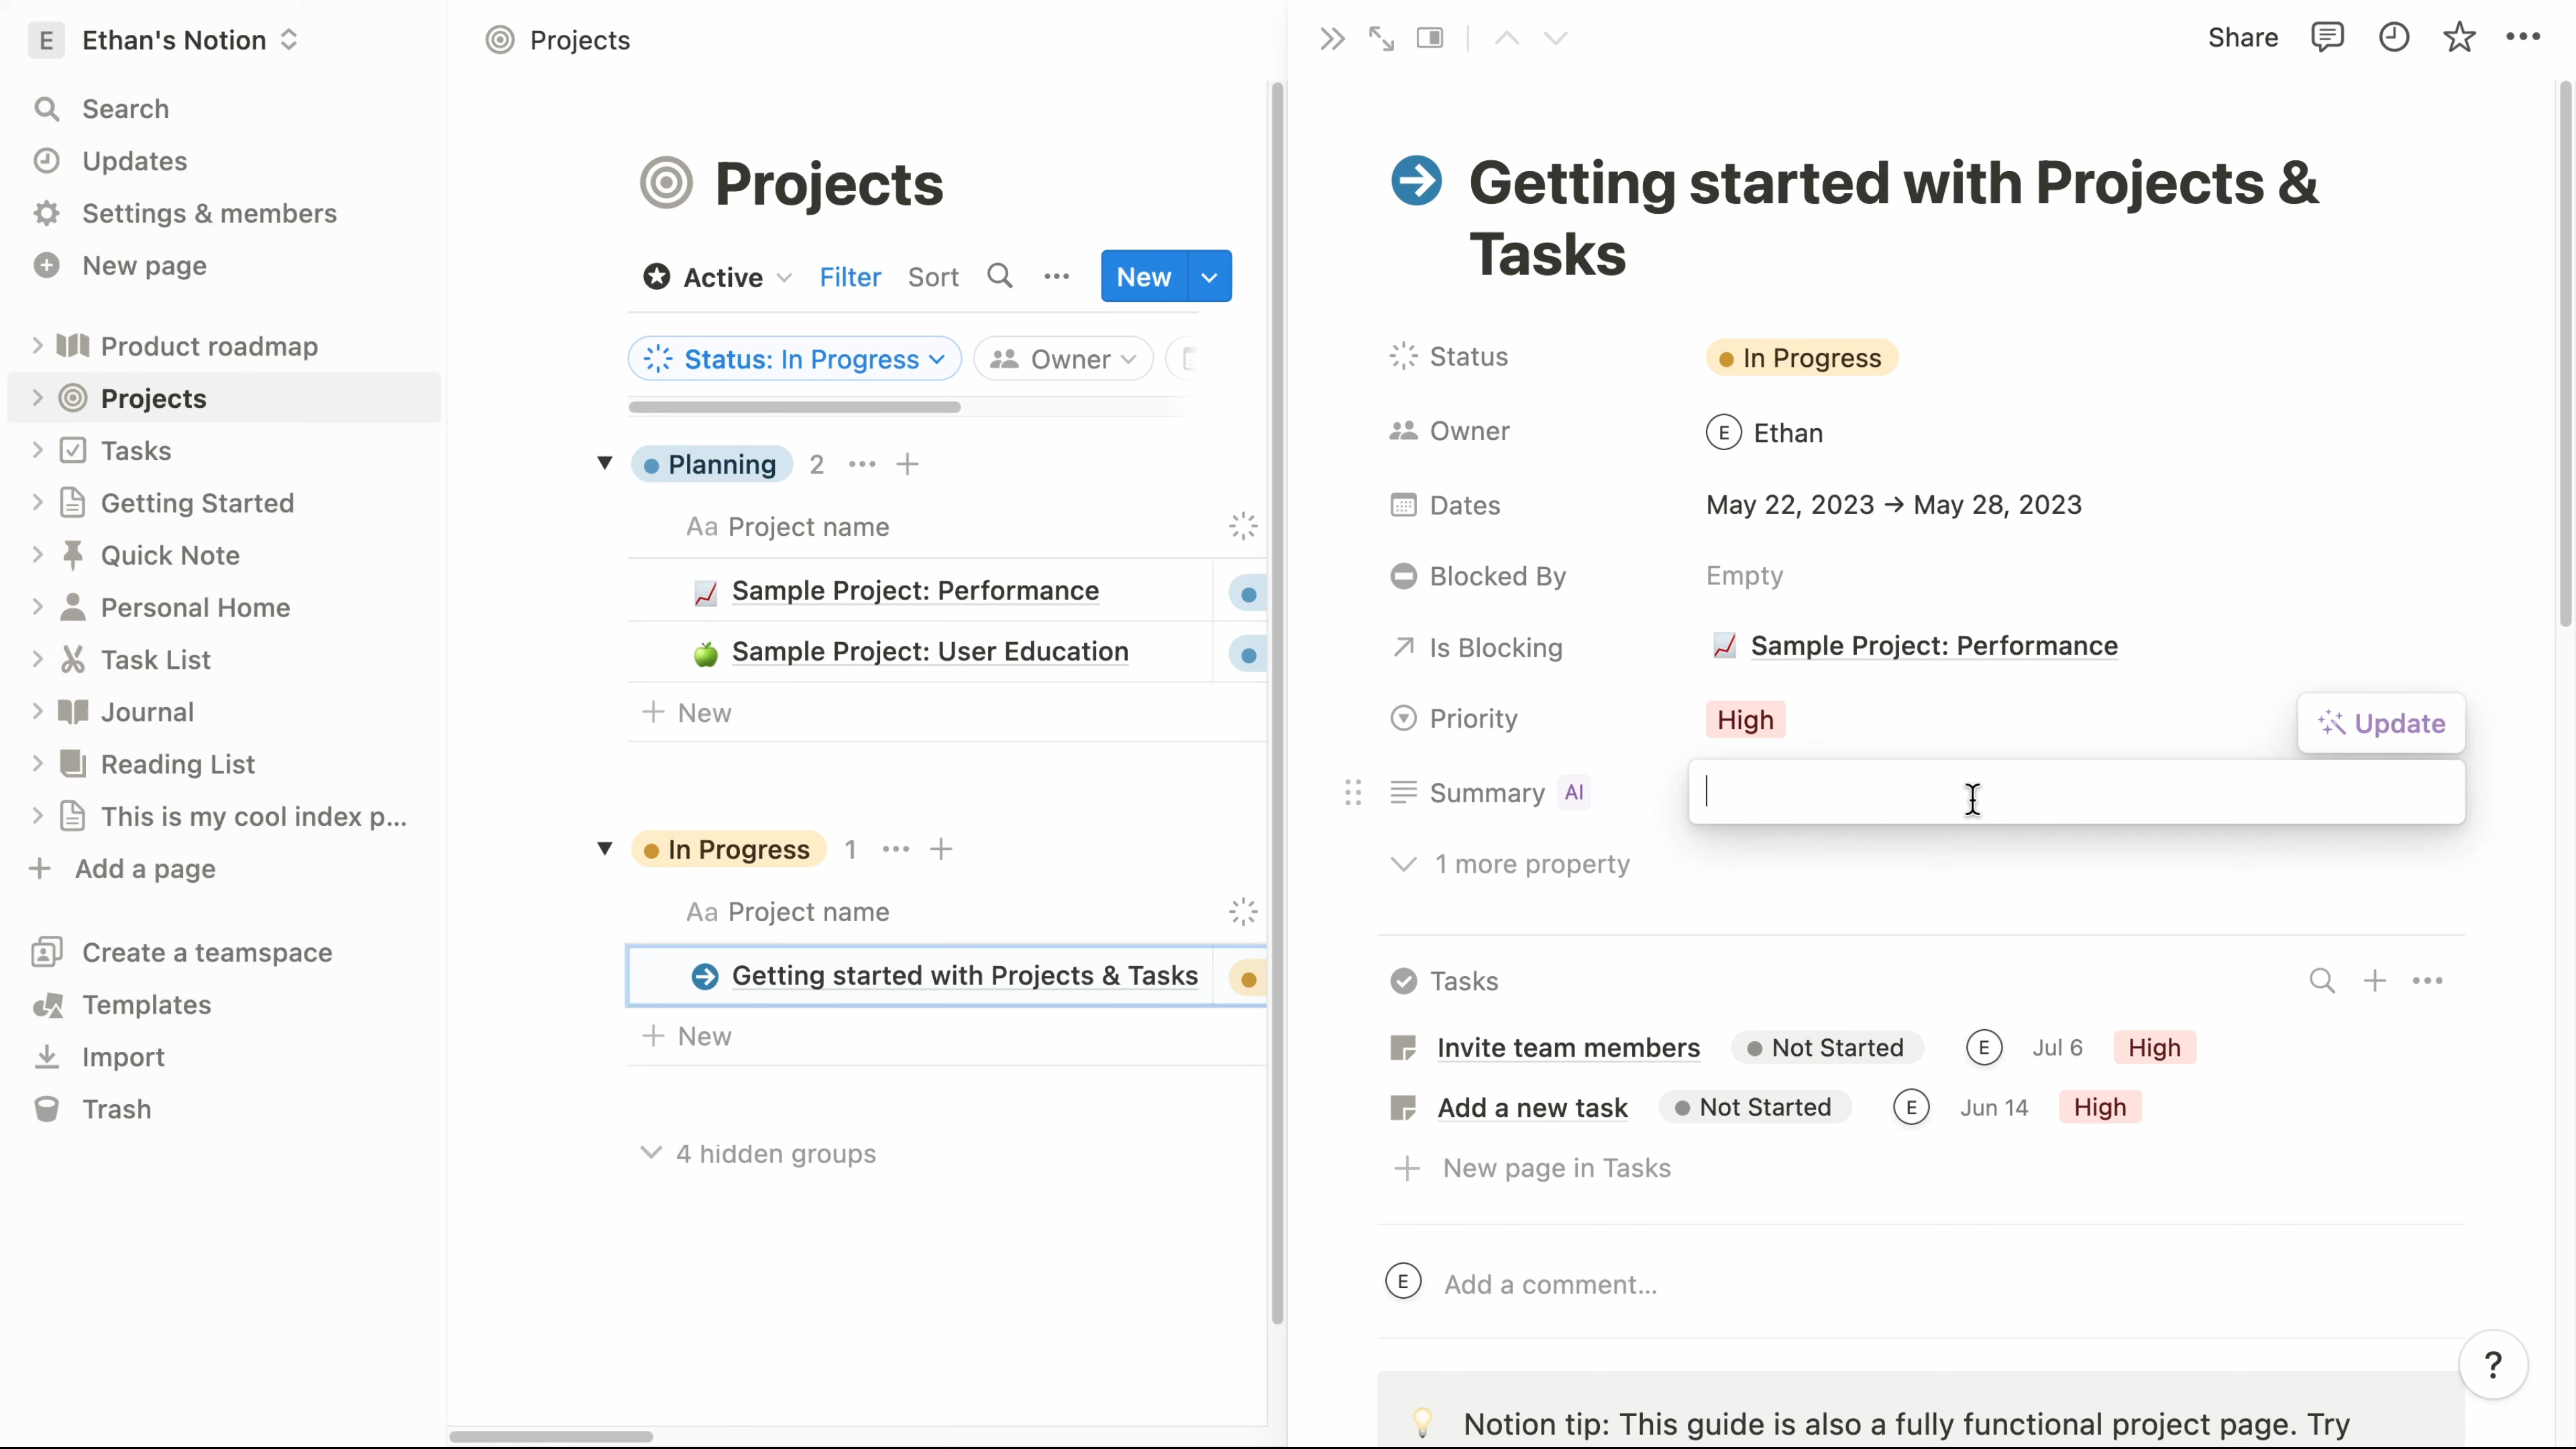 E Ethan's Notion
Search
Updates
Settings & members
New page
Product roadmap
Projects
Tasks
Getting Started
Quick Note
Personal Home
Task List
Journal
Reading List
This is my cool index p...
Add a page
Create a teamspace
Templates
Import
Trash
Projects
Projects
Active Filter Sort New
Status: In Progress Owner
Planning 2
Aa Project name
Sample Project: Performance
Sample Project: User Education
New
In Progress 1
Aa Project name
Getting started with Projects & Tasks
New
4 hidden groups
Share
Getting started with Projects &
Tasks
Status In Progress
Owner E Ethan
Dates May 22, 2023 → May 28, 2023
Blocked By Empty
Is Blocking Sample Project: Performance
Priority High Update
Summary AI
1 more property
Tasks
Invite team members Not Started E Jul 6 High
Add a new task Not Started E Jun 14 High
New page in Tasks
E Add a comment...
?
Notion tip: This guide is also a fully functional project page. Try